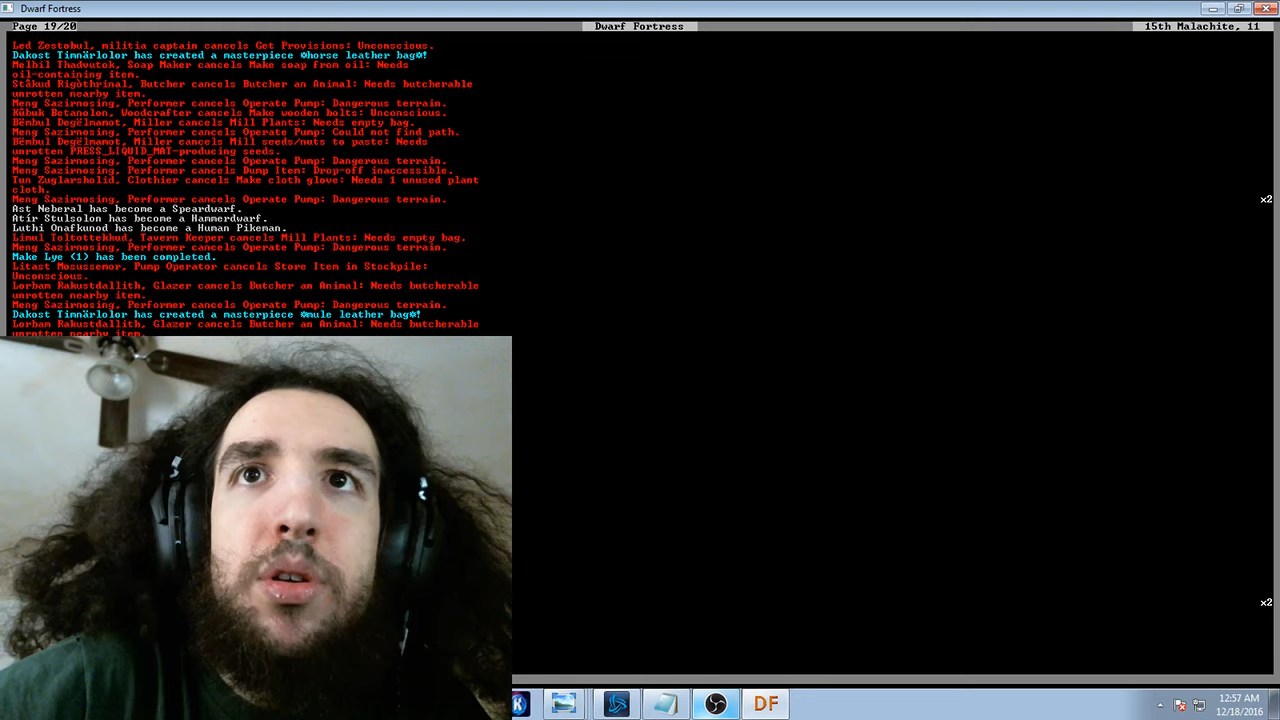 Dwarf Fortress
Page 19/20
Dwarf Fortress
15th Malachite, 11
Led Zestobul, militia captain cancels Get Provisions: Unconscious.
Dakost Timnärlolor has created a masterpiece ☼horse leather bag☼!
Melbil Thadvutok, Soap Maker cancels Make soap from oil: Needs
oil-containing item.
Stâkud Rigòthrinal, Butcher cancels Butcher an Animal: Needs butcherable
unrotten nearby item.
Meng Sazirnosing, Performer cancels Operate Pump: Dangerous terrain.
Kûbuk Betanolon, Woodcrafter cancels Make wooden bolts: Unconscious.
Bëmbul Degëlmamot, Miller cancels Mill Plants: Needs empty bag.
Meng Sazirnosing, Performer cancels Operate Pump: Could not find path.
Bëmbul Degëlmamot, Miller cancels Mill seeds/nuts to paste: Needs
unrotten PRESS_LIQUID_MAT-producing seeds.
Meng Sazirnosing, Performer cancels Operate Pump: Dangerous terrain.
Meng Sazirnosing, Performer cancels Dump Item: Drop-off inaccessible.
Tun Zuglarsholid, Clothier cancels Make cloth glove: Needs 1 unused plant
cloth.
Meng Sazirnosing, Performer cancels Operate Pump: Dangerous terrain.
x2
Ast Neberal has become a Speardwarf.
Atír Stulsolon has become a Hammerdwarf.
Luthi Onafkunod has become a Human Pikeman.
Limul Toltottekkud, Tavern Keeper cancels Mill Plants: Needs empty bag.
Meng Sazirnosing, Performer cancels Operate Pump: Dangerous terrain.
Make Lye (1) has been completed.
Litast Mosussemor, Pump Operator cancels Store Item in Stockpile:
Unconscious.
Lorbam Rakustdallith, Glazer cancels Butcher an Animal: Needs butcherable
unrotten nearby item.
Meng Sazirnosing, Performer cancels Operate Pump: Dangerous terrain.
Dakost Timnärlolor has created a masterpiece ☼mule leather bag☼!
Lorbam Rakustdallith, Glazer cancels Butcher an Animal: Needs butcherable
unrotten nearby item.
x2
K
DF
12:57 AM
12/18/2016